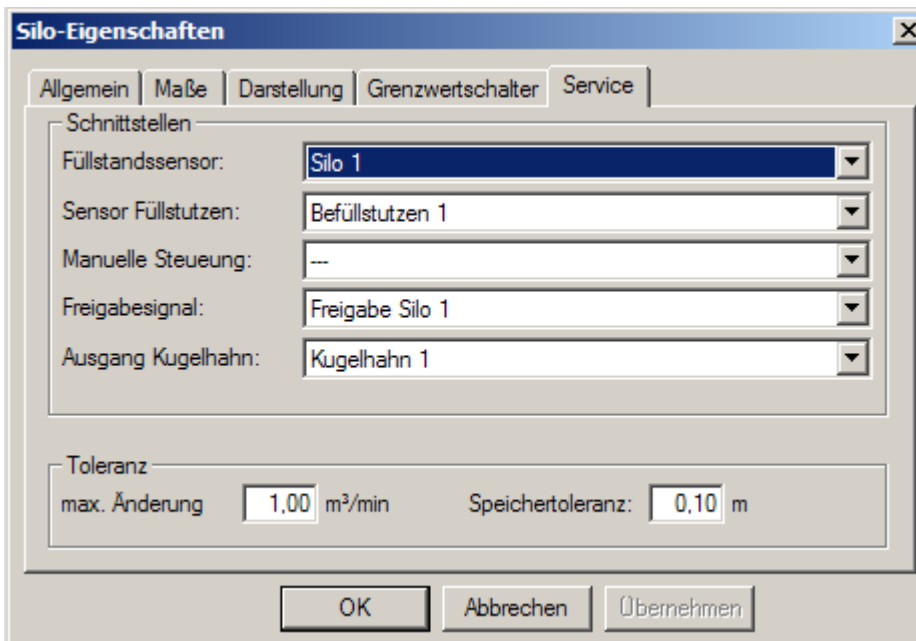 Silo-Eigenschaften
Allgemein Maße Darstellung Grenzwertschalter Service
Schnittstellen
Füllstandssensor: Silo 1
Sensor Füllstutzen: Befüllstutzen 1
Manuelle Steueung: ---
Freigabesignal: Freigabe Silo 1
Ausgang Kugelhahn: Kugelhahn 1
Toleranz
max. Änderung 1,00 m³/min Speichertoleranz: 0,10 m
OK Abbrechen Übernehmen